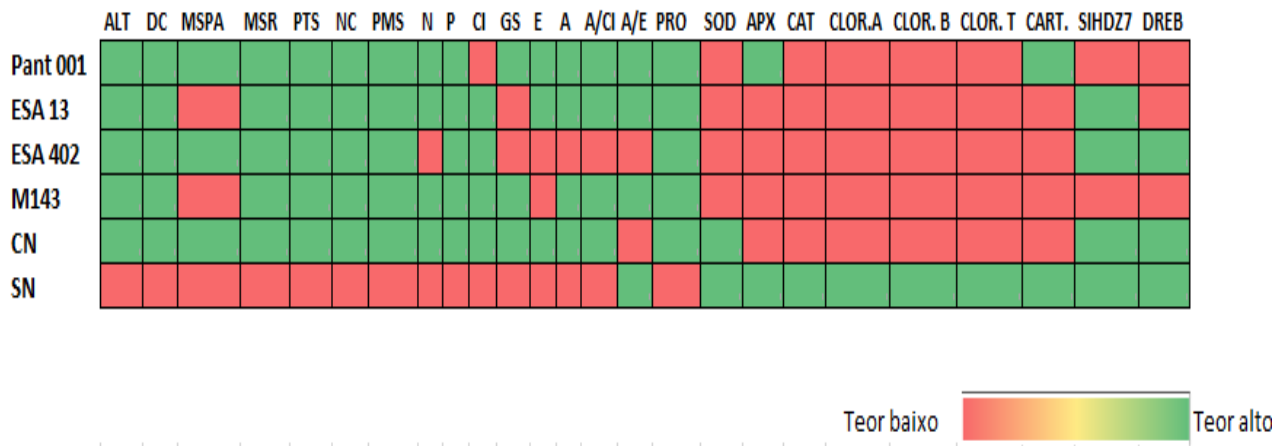 ALT DC MSPA MSR PTS NC PMS N P CI GS E A A/CI A/E PRO SOD APX CAT CLOR.A CLOR. B CLOR. T CART. SIHDZ7 DREB
Pant 001
ESA 13
ESA 402
M143
CN
SN
Teor baixo Teor alto